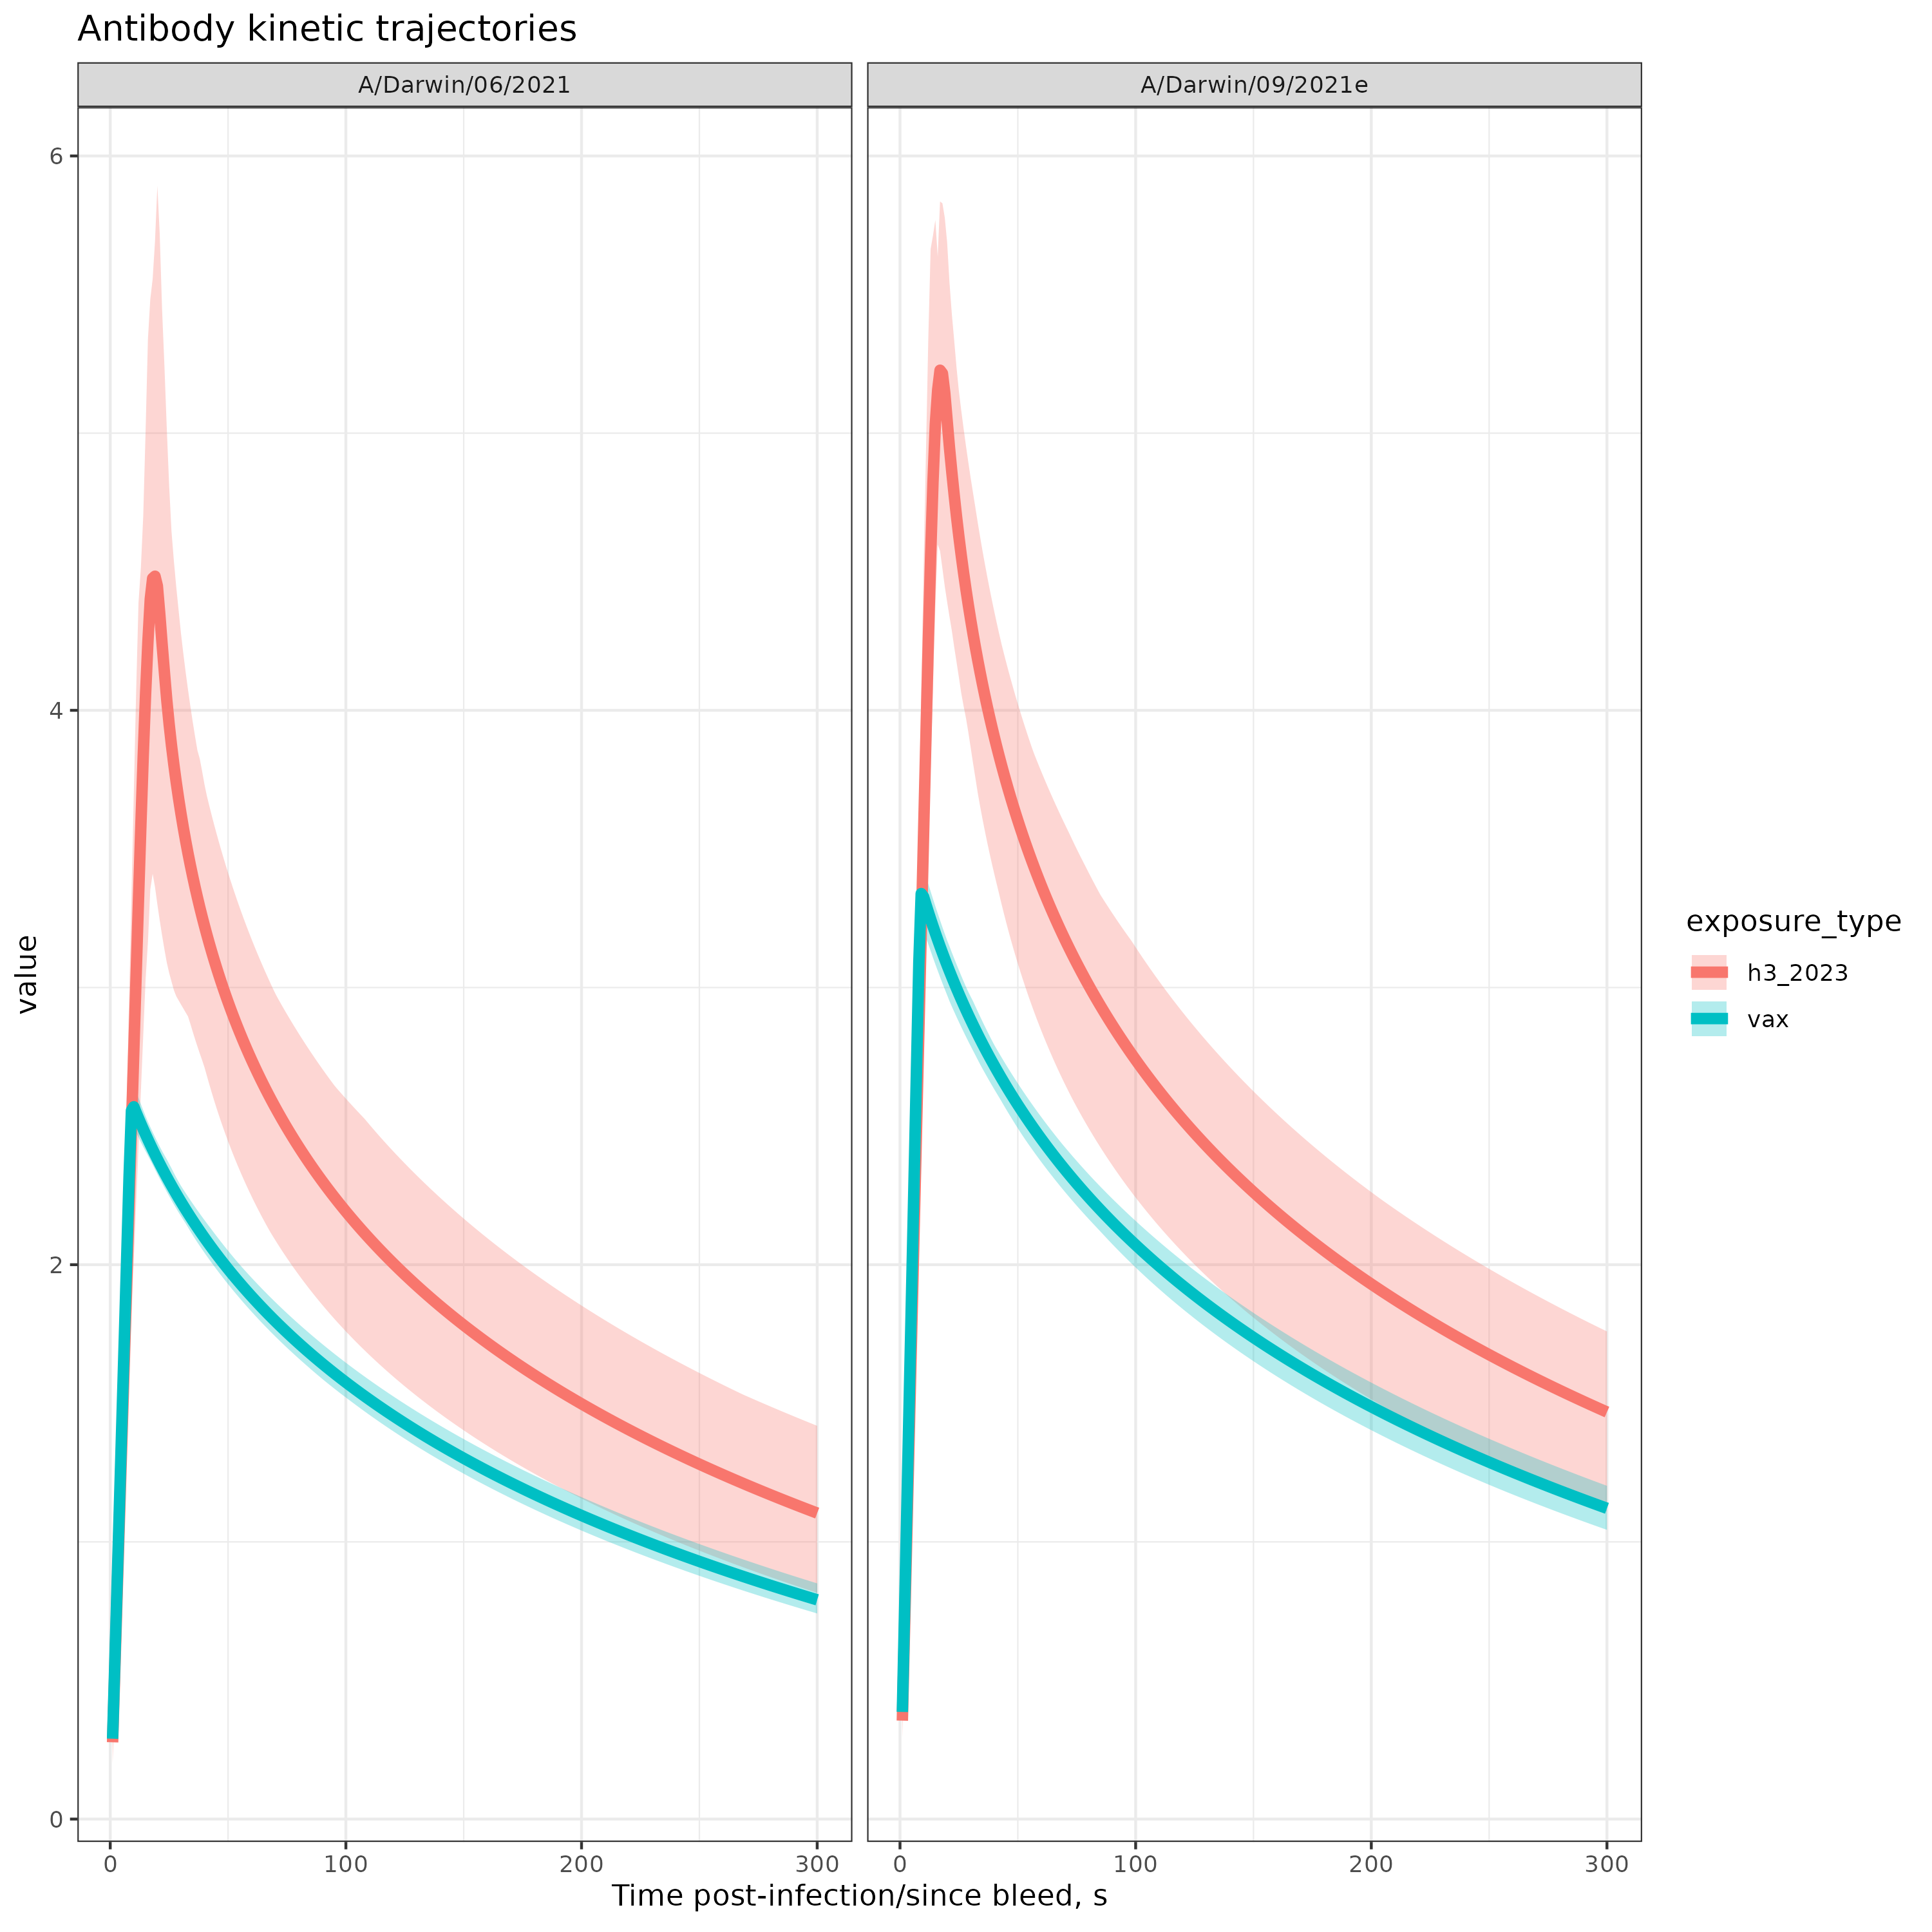 Antibody kinetic trajectories
A/Darwin/06/2021
A/Darwin/09/2021e
6
4
2
0
value
0
100
200
300
0
100
200
300
Time post-infection/since bleed, s
exposure_type
h3_2023
vax